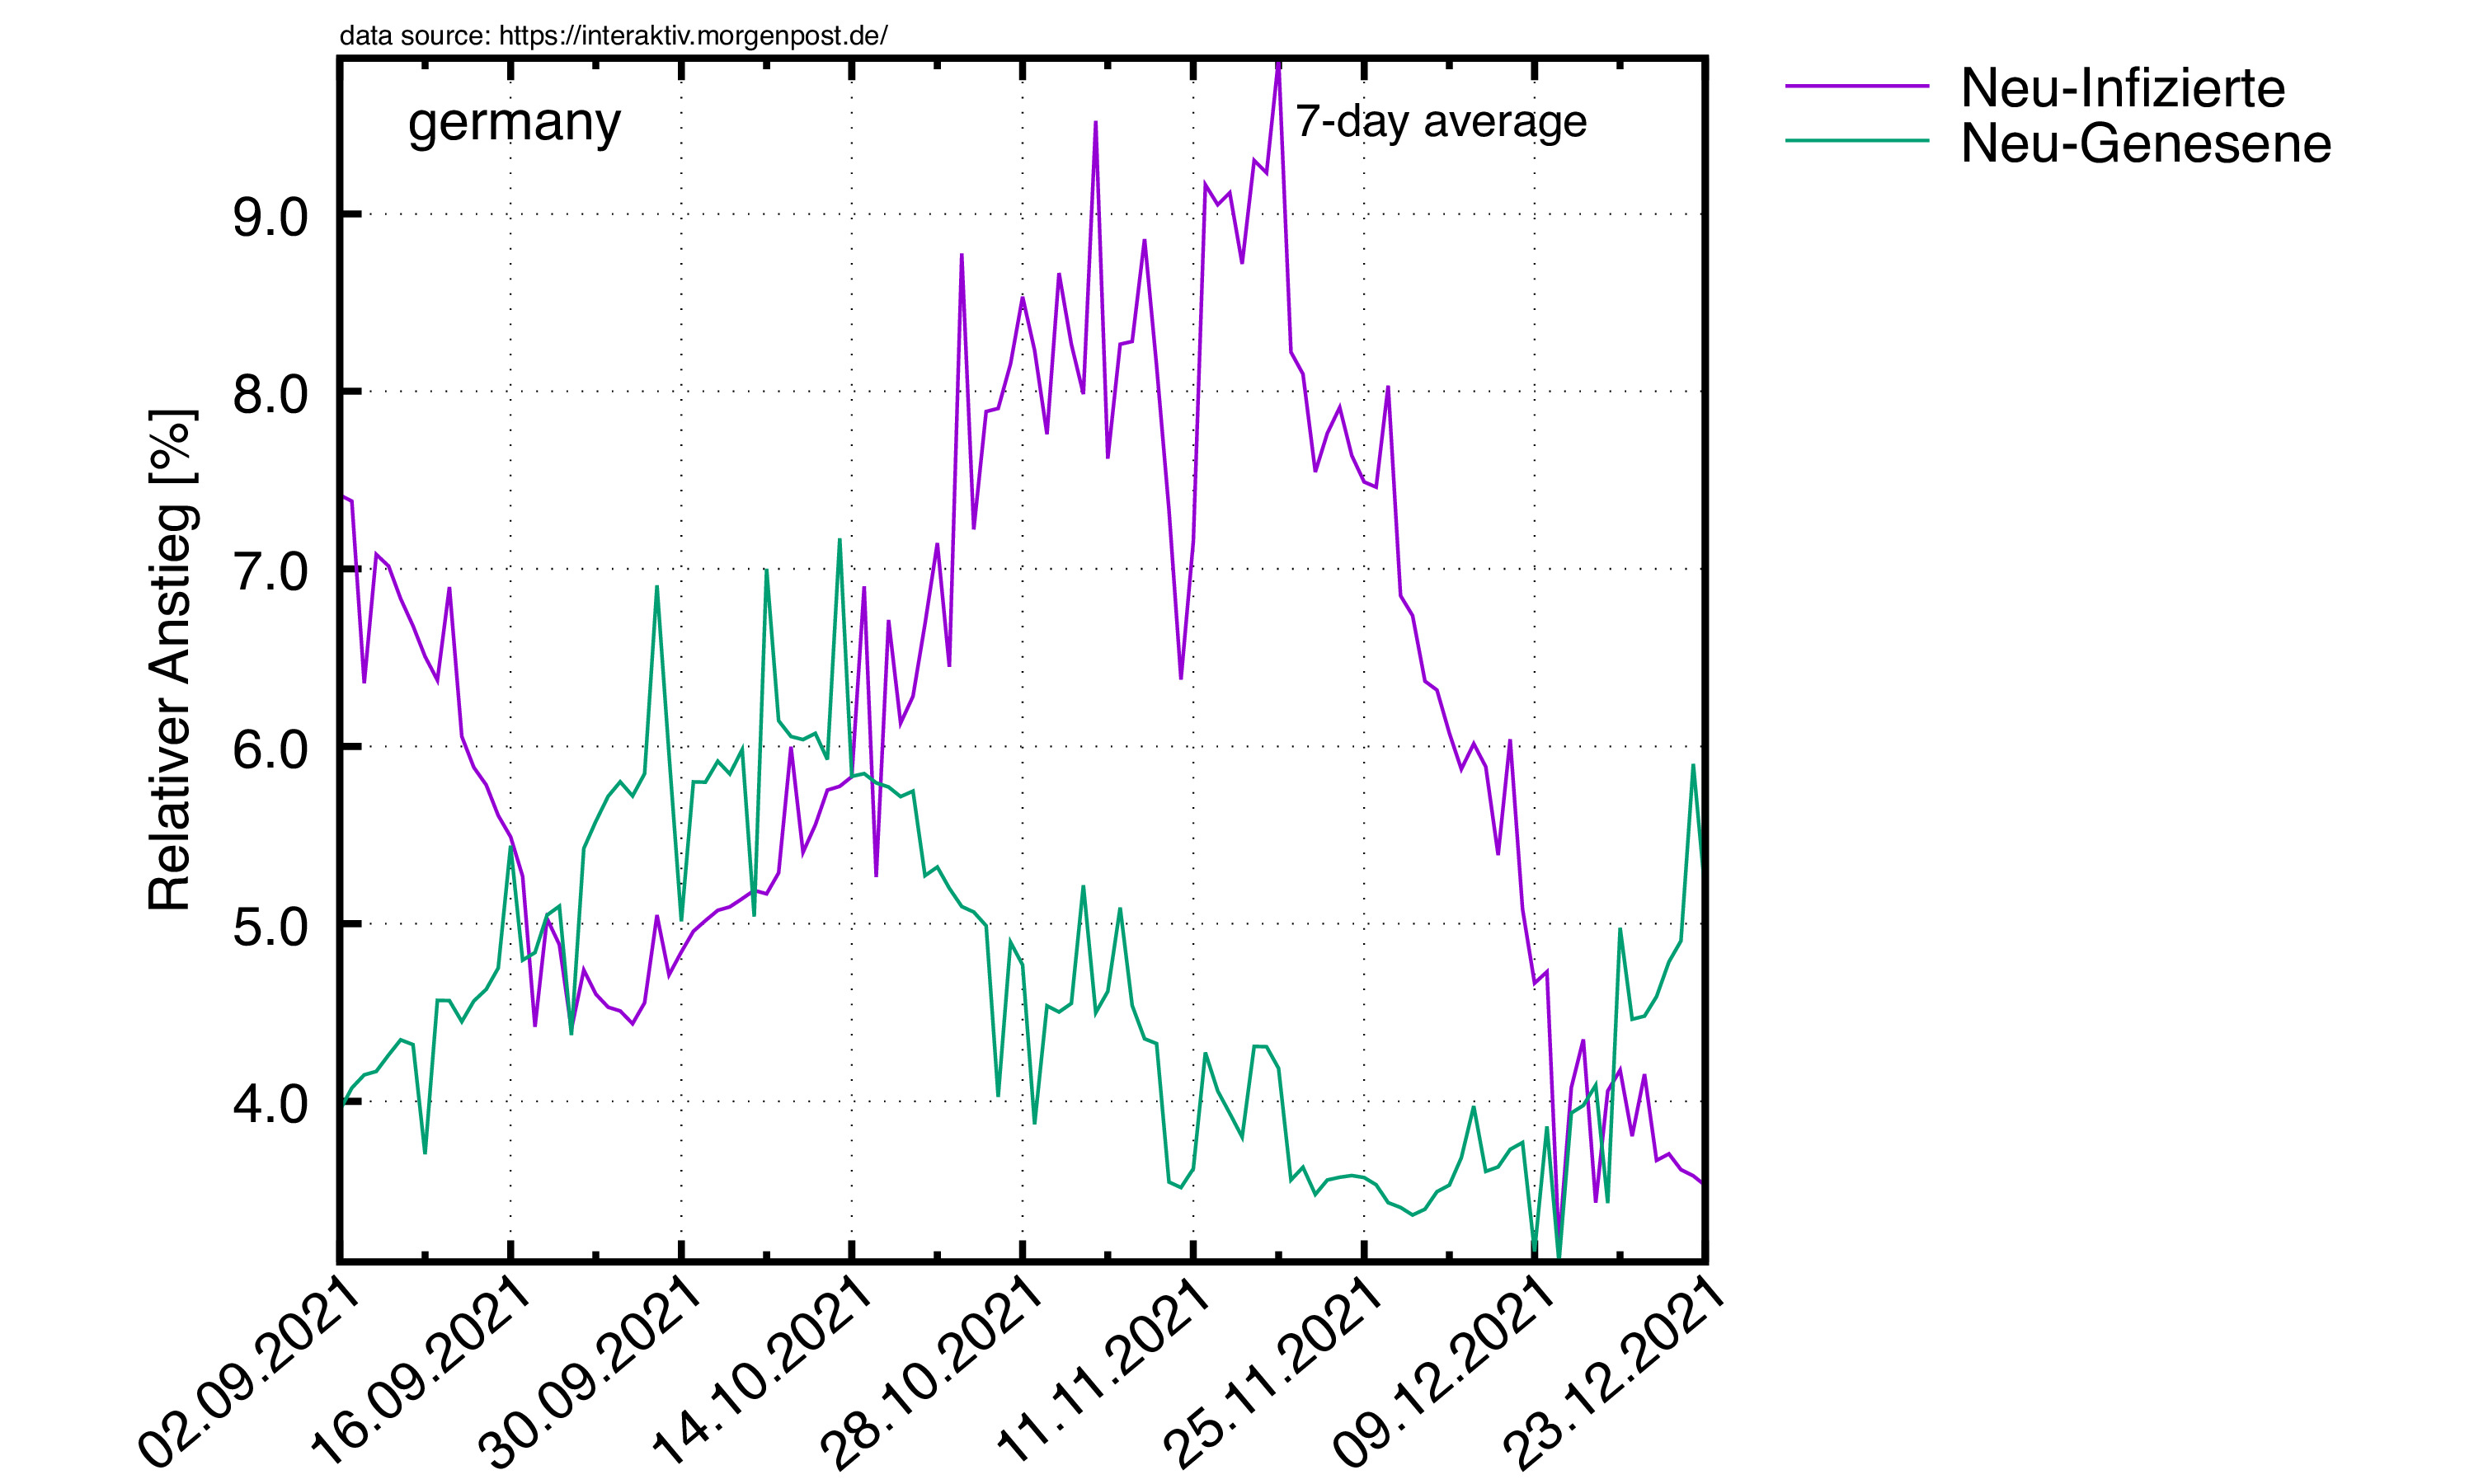 data source: https://interaktiv.morgenpost.de/
germany
7-day average
Neu-Infizierte
Neu-Genesene
Relativer Anstieg [%]
9.0
8.0
7.0
6.0
5.0
4.0
02.09.2021
16.09.2021
30.09.2021
14.10.2021
28.10.2021
11.11.2021
25.11.2021
09.12.2021
23.12.2021